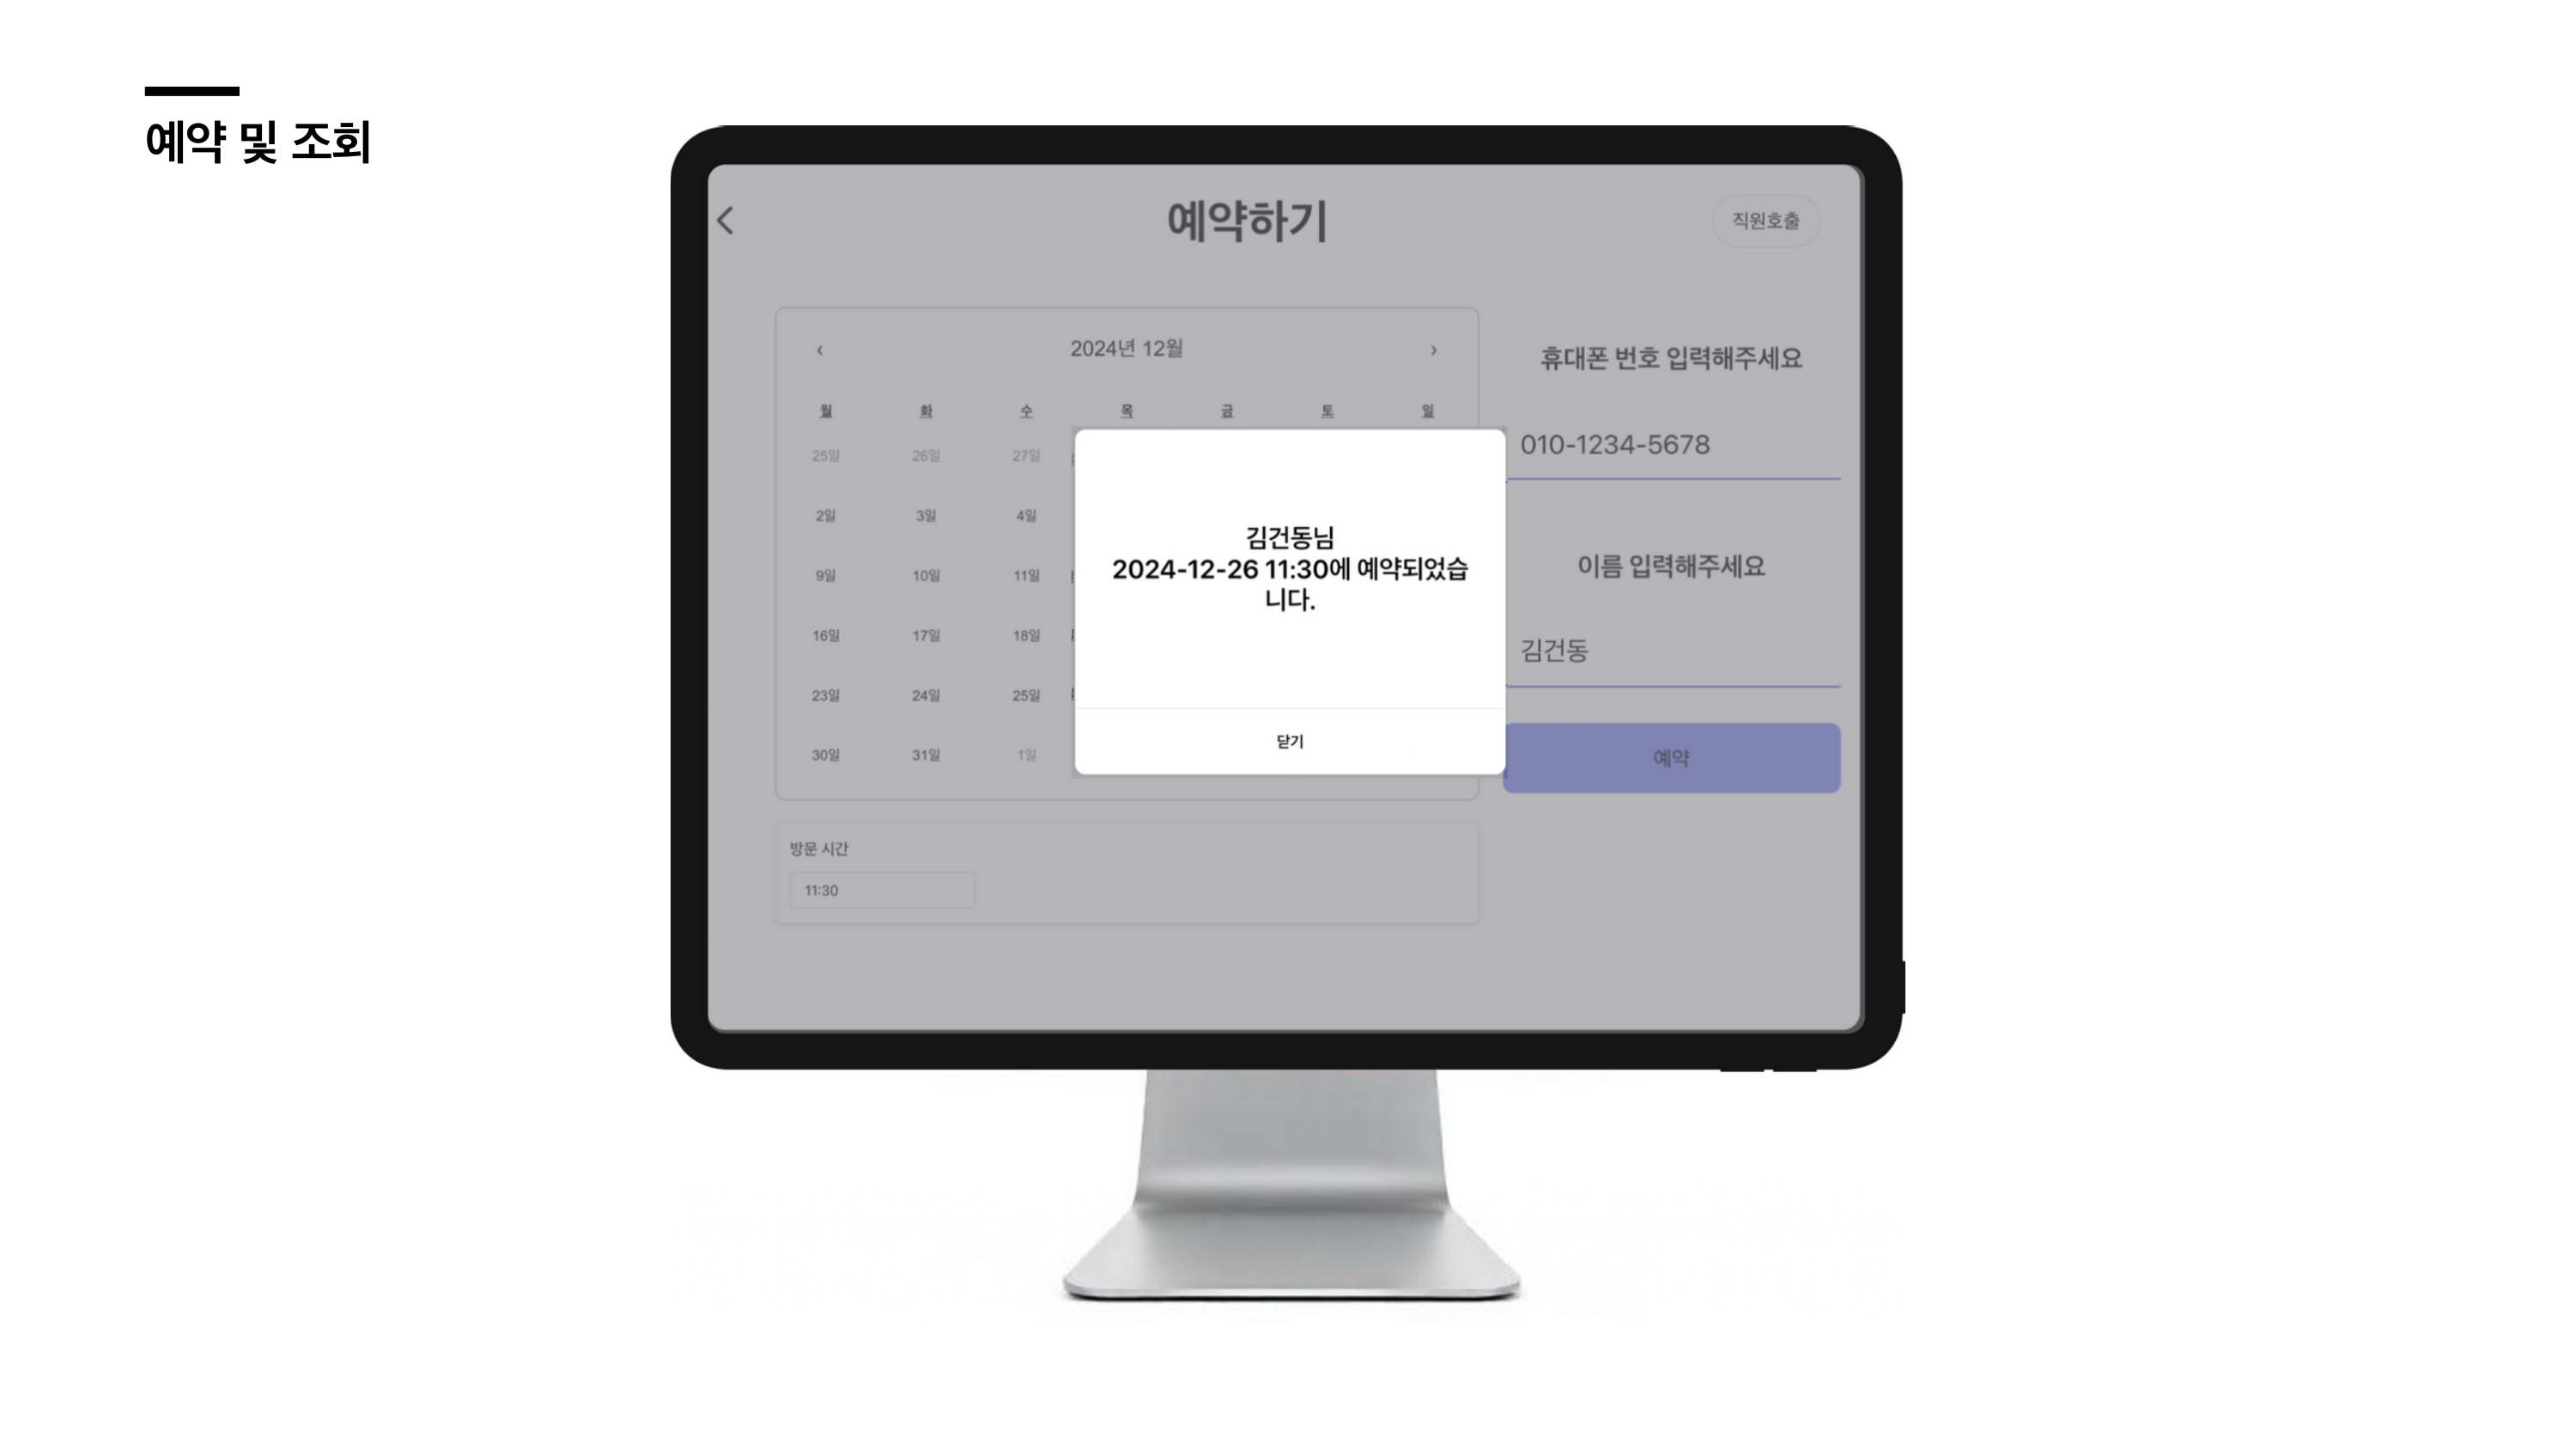 예약 및 조회
예약하기
직원호출
‹ 2024년 12월 ›
월 화 수 목 금 토 일
25일 26일 27일
2일 3일 4일
9일 10일 11일
16일 17일 18일
23일 24일 25일
30일 31일 1일
방문 시간
11:30
김건동님
2024-12-26 11:30에 예약되었습
니다.
닫기
휴대폰 번호 입력해주세요
010-1234-5678
이름 입력해주세요
김건동
예약